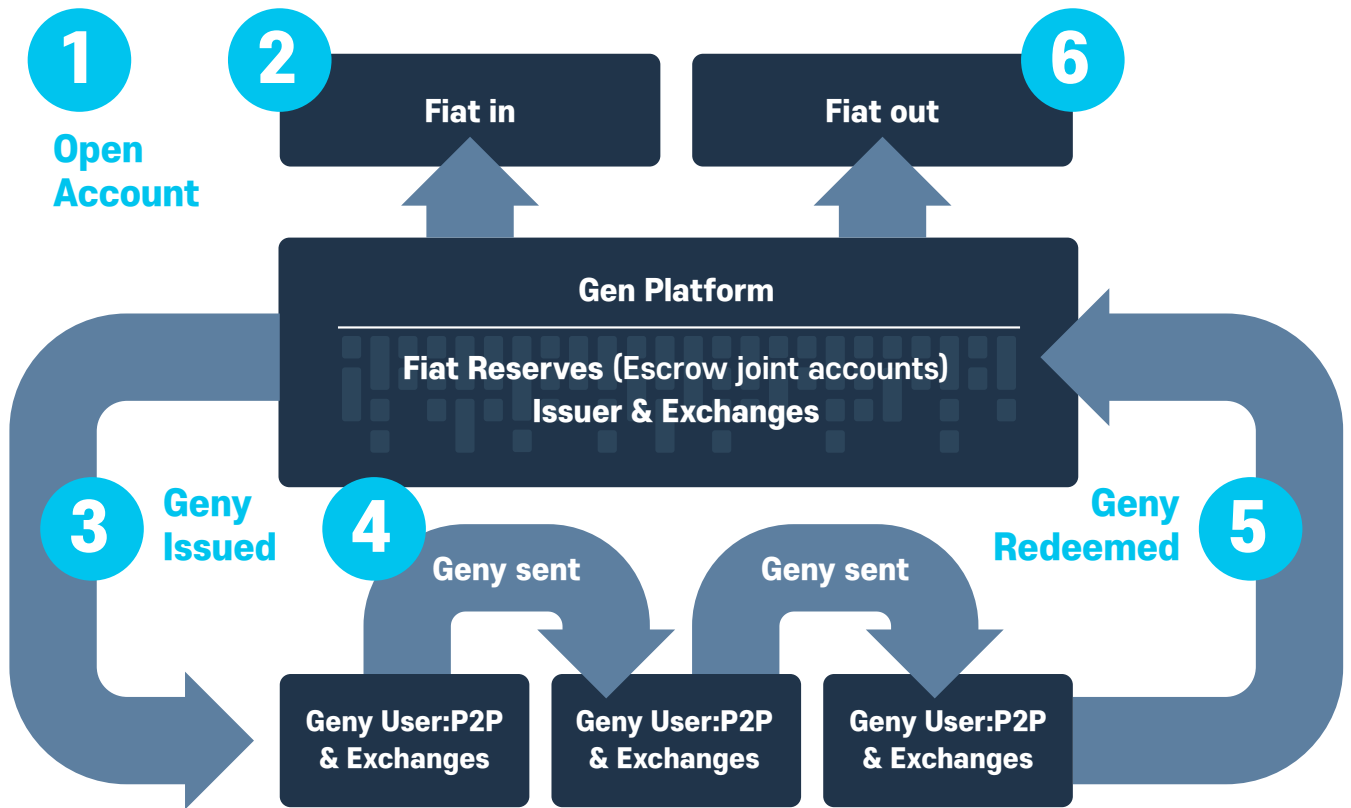 1
Open
Account
2
Fiat in
6
Fiat out
Gen Platform
Fiat Reserves (Escrow joint accounts)
Issuer & Exchanges
3
Geny
Issued
4
Geny sent
Geny sent
Geny
Redeemed
5
Geny User:P2P
& Exchanges
Geny User:P2P
& Exchanges
Geny User:P2P
& Exchanges